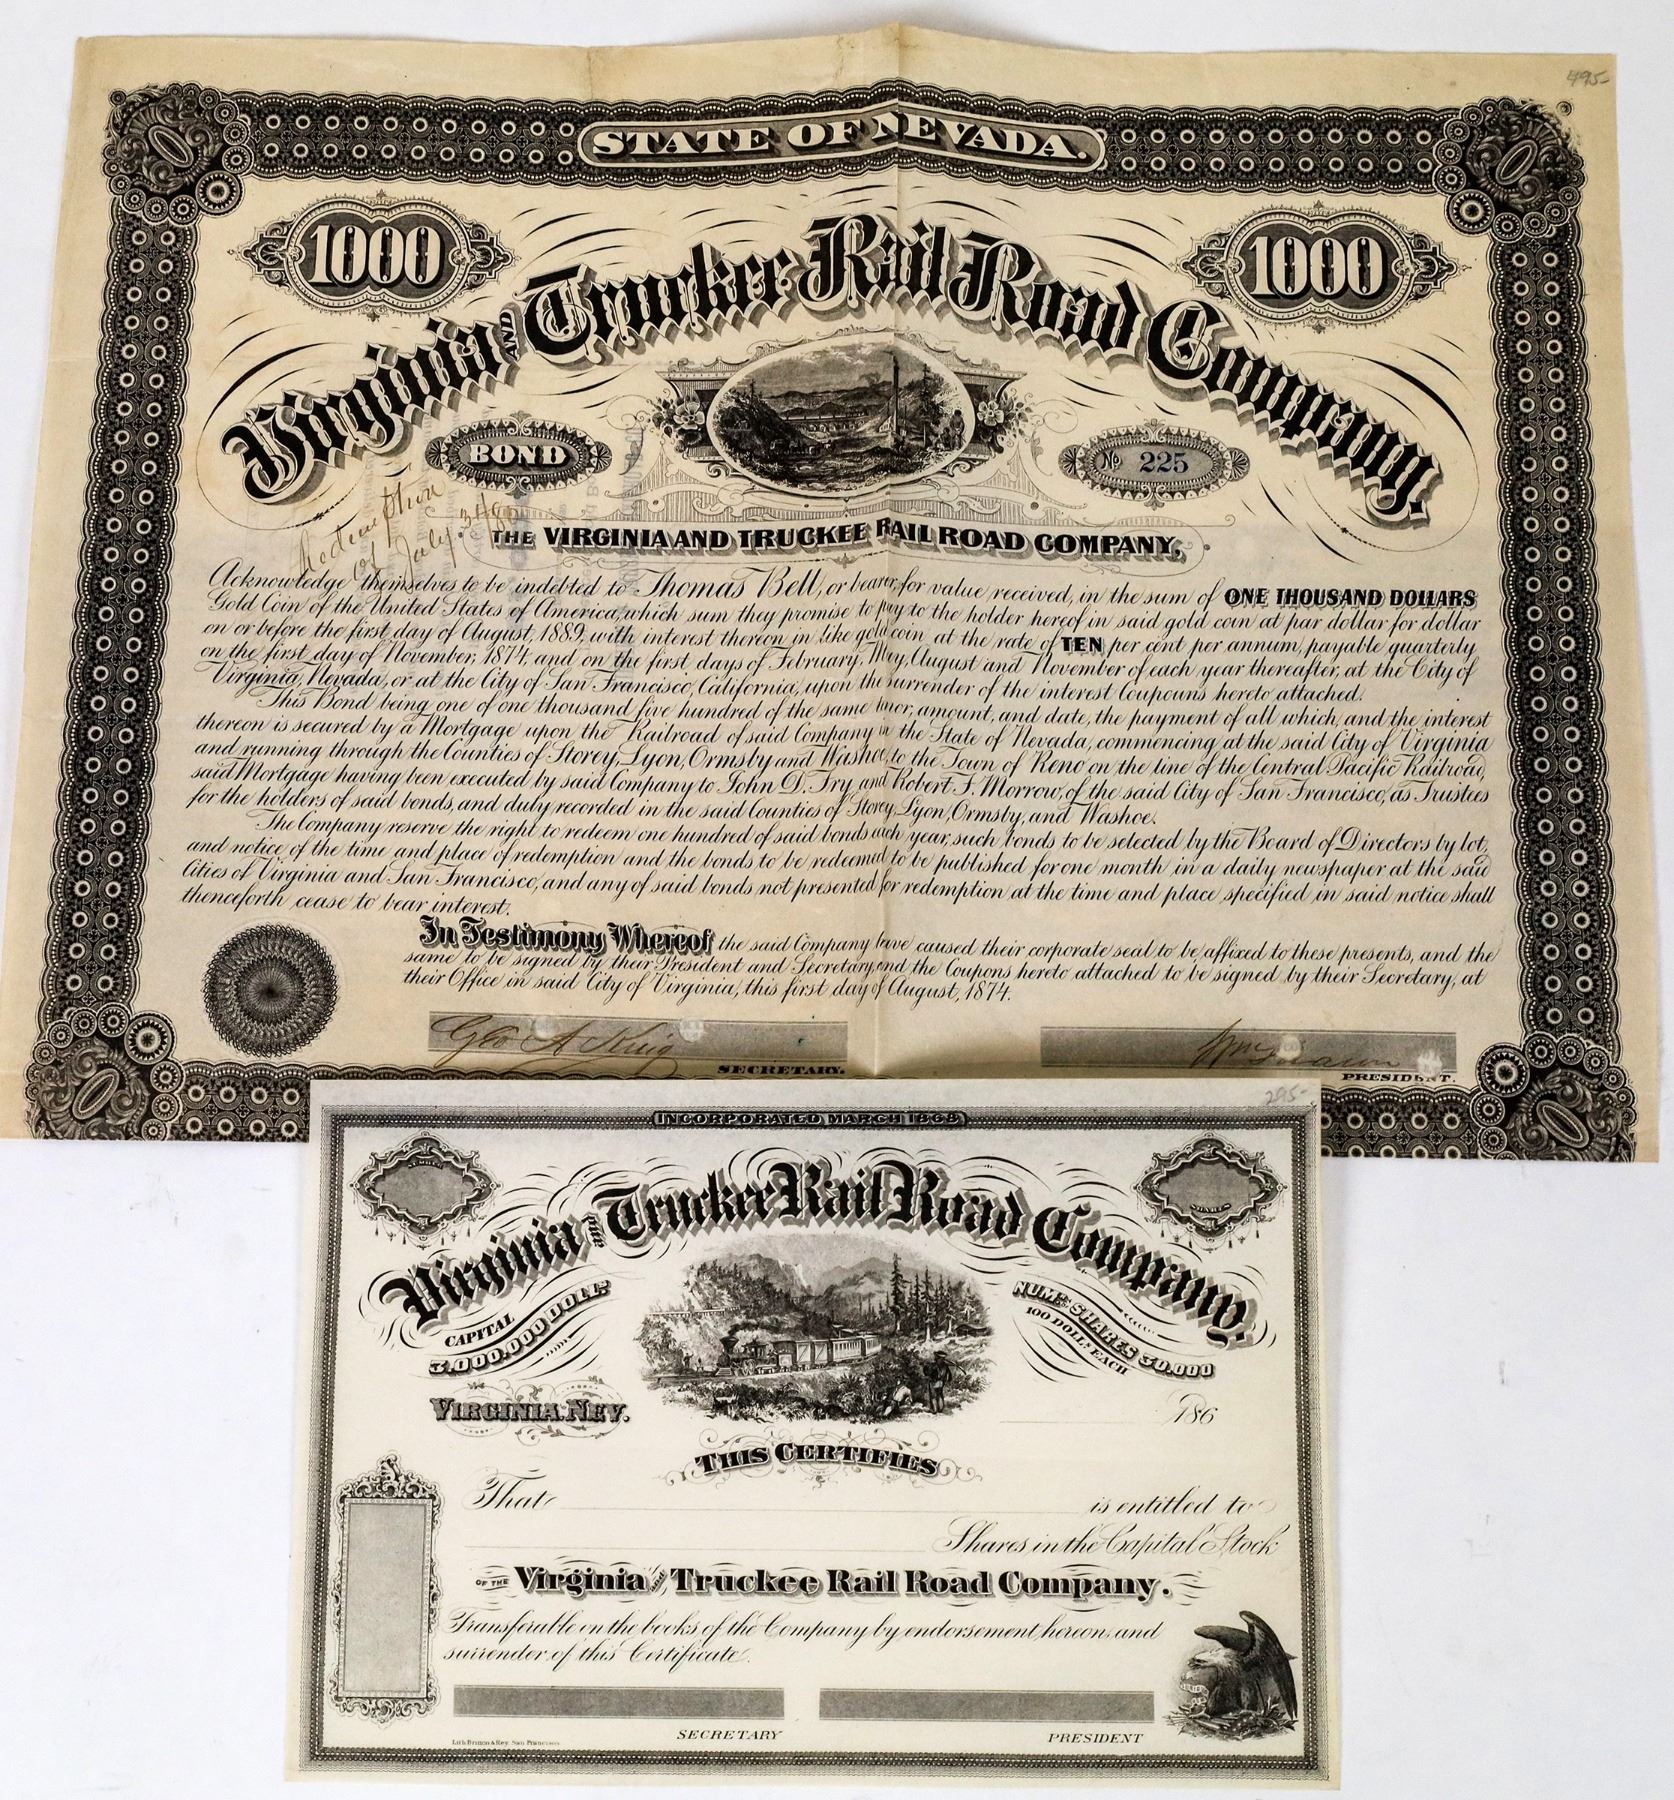 495-
STATE OF NEVADA.
1000
1000
Virginia AND Truckee Rail Road Company.
BOND
No 225
Redemption
of July 31/80
THE VIRGINIA AND TRUCKEE RAIL ROAD COMPANY,
Acknowledge themselves to be indebted to Thomas Bell, or bearer, for value received, in the sum of ONE THOUSAND DOLLARS
Gold Coin of the United States of America, which sum they promise to pay to the holder hereof in said gold coin at par dollar for dollar
on or before the first day of August, 1889, with interest thereon in like gold coin at the rate of TEN per cent per annum, payable quarterly
on the first day of November, 1874, and on the first days of February, May, August and November of each year thereafter, at the City of
Virginia, Nevada, or at the City of San Francisco, California, upon the surrender of the interest Coupouns hereto attached.
This Bond being one of one thousand five hundred of the same tenor, amount, and date, the payment of all which, and the interest
thereon is secured by a Mortgage upon the Railroad of said Company in the State of Nevada, commencing at the said City of Virginia
and running through the Counties of Storey, Lyon, Ormsby and Washoe, to the Town of Reno on the line of the Central Pacific Railroad,
said Mortgage having been executed by said Company to John D. Fry and Robert F. Morrow, of the said City of San Francisco, as Trustees
for the holders of said bonds, and duly recorded in the said Counties of Storey, Lyon, Ormsby, and Washoe.
The Company reserve the right to redeem one hundred of said bonds each year, such bonds to be selected by the Board of Directors by lot,
and notice of the time and place of redemption and the bonds to be redeemed to be published for one month in a daily newspaper at the said
Cities of Virginia and San Francisco, and any of said bonds not presented for redemption at the time and place specified in said notice shall
thenceforth cease to bear interest.
In Testimony Whereof the said Company have caused their corporate seal to be affixed to these presents, and the
same to be signed by their President and Secretary, and the Coupons hereto attached to be signed by their Secretary, at
their Office in said City of Virginia, this first day of August, 1874.
Geo A King
SECRETARY.
PRESIDENT.
295-
INCORPORATED MARCH 1868
NUMBER
SHARES
Virginia AND Truckee Rail Road Company.
CAPITAL
3,000,000 DOLLS
NUMR SHARES 30.000
100 DOLLS EACH
VIRGINIA, NEV.
186
THIS CERTIFIES
That is entitled to
Shares in the Capital Stock
OF THE Virginia and Truckee Rail Road Company.
Transferable on the books of the Company by endorsement hereon, and
surrender of this Certificate.
SECRETARY
PRESIDENT
Lith Britton & Rey. San Francisco